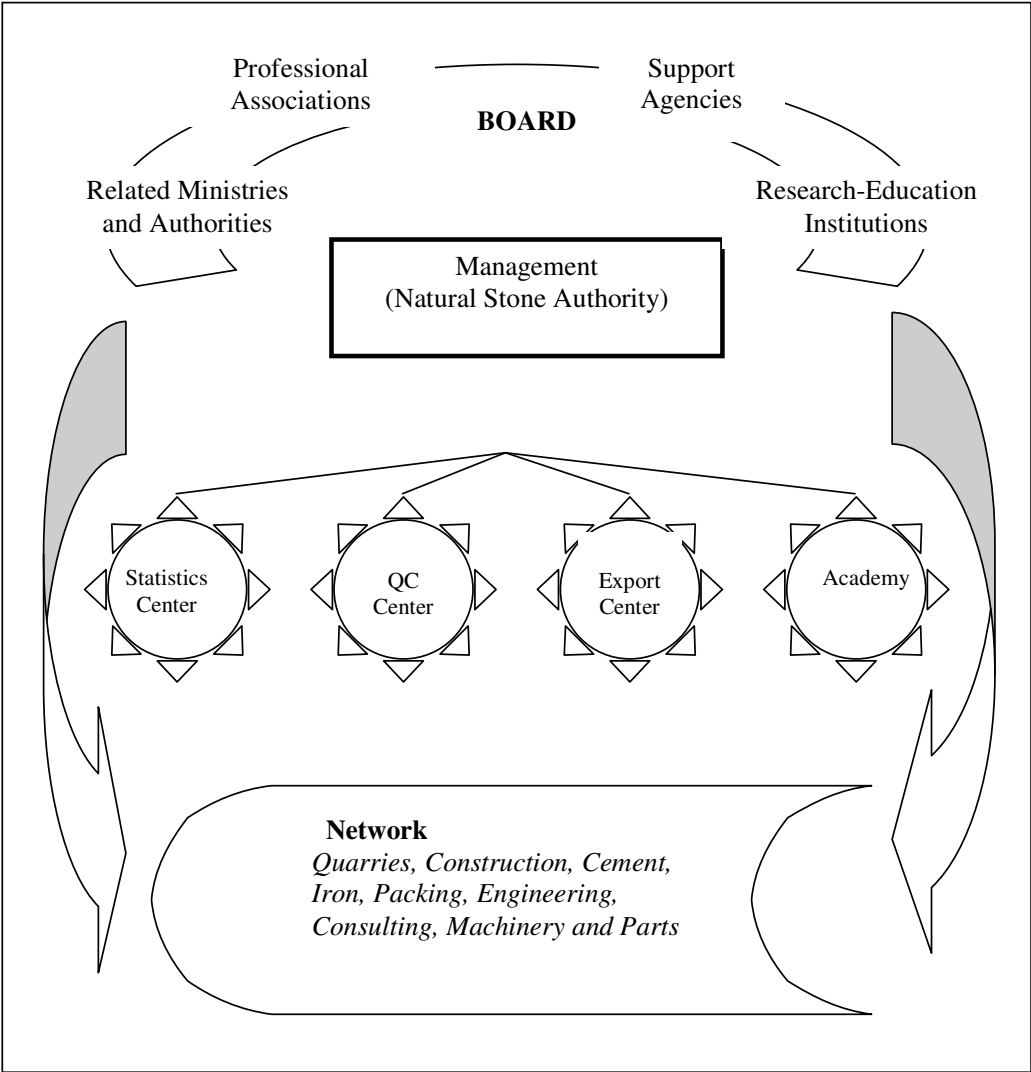 Professional
Associations
Support
Agencies
BOARD
Related Ministries
and Authorities
Research-Education
Institutions
Management
(Natural Stone Authority)
Statistics
Center
QC
Center
Export
Center
Academy
Network
Quarries, Construction, Cement,
Iron, Packing, Engineering,
Consulting, Machinery and Parts